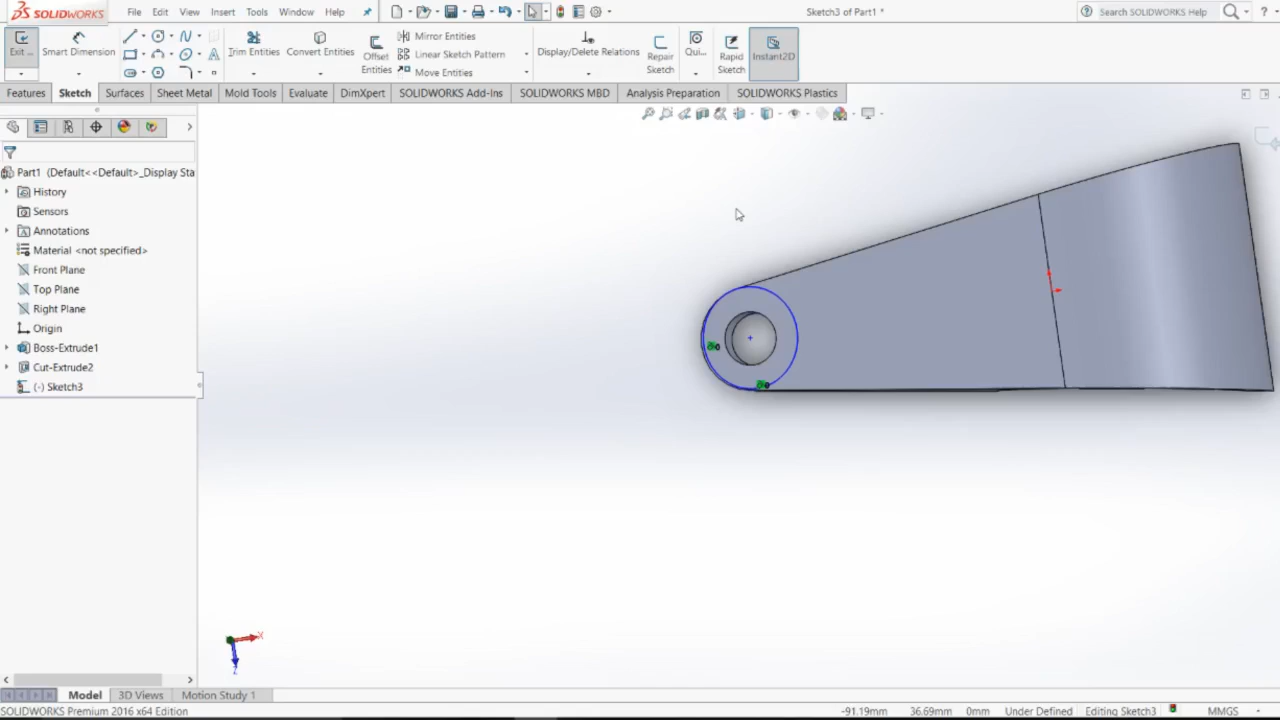 SOLIDWORKS File Edit View Insert Tools Window Help Sketch3 of Part1 * Search SOLIDWORKS Help ?
Exit ... Smart Dimension Trim Entities Convert Entities Offset Entities Mirror Entities Linear Sketch Pattern Move Entities Display/Delete Relations Repair Sketch Qui... Rapid Sketch Instant2D
Features Sketch Surfaces Sheet Metal Mold Tools Evaluate DimXpert SOLIDWORKS Add-Ins SOLIDWORKS MBD Analysis Preparation SOLIDWORKS Plastics
Part1 (Default<<Default>_Display Sta
History
Sensors
Annotations
Material <not specified>
Front Plane
Top Plane
Right Plane
Origin
Boss-Extrude1
Cut-Extrude2
(-) Sketch3
X
Z
Model 3D Views Motion Study 1
SOLIDWORKS Premium 2016 x64 Edition -91.19mm 36.69mm 0mm Under Defined Editing Sketch3 MMGS